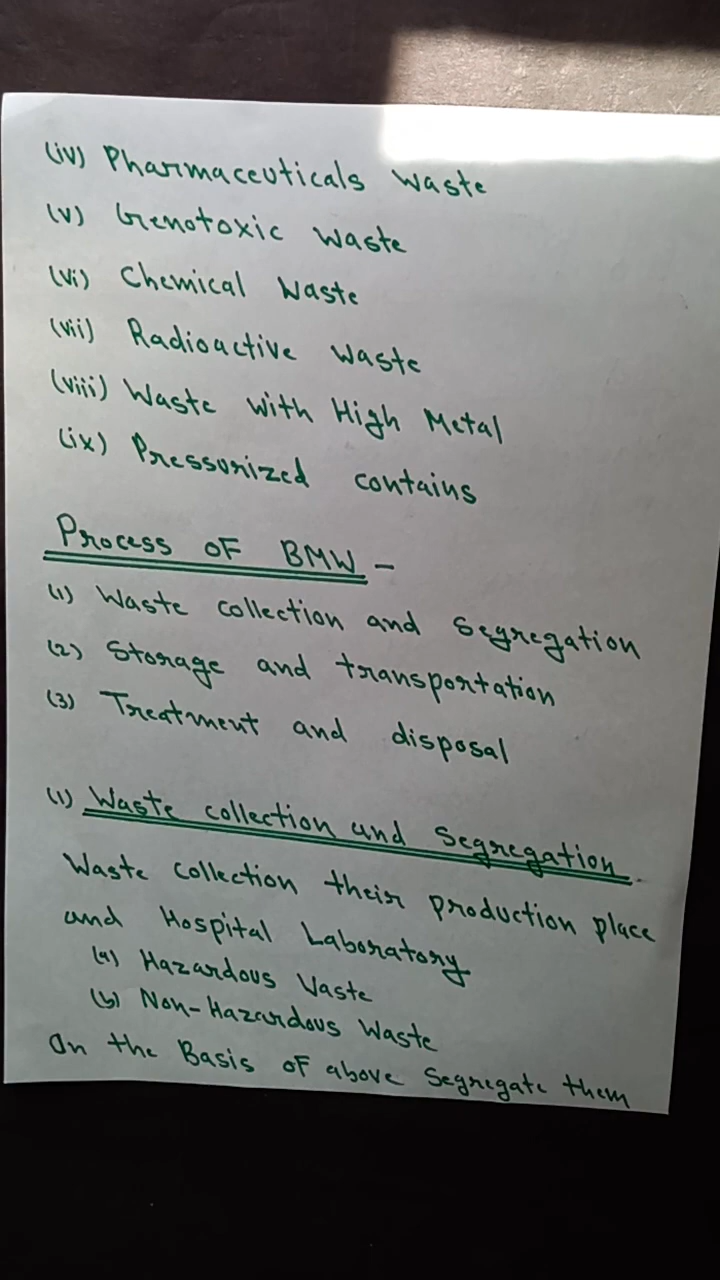 (iv) Pharmaceuticals Waste
(v) Genotoxic Waste
(vi) Chemical Waste
(vii) Radioactive Waste
(viii) Waste with High Metal
(ix) Pressurized contains
Process OF BMW -
(1) Waste collection and Segregation
(2) Storage and transportation
(3) Treatment and disposal
(1) Waste collection and Segregation
Waste collection their production place
and Hospital Laboratory
(a) Hazardous Waste
(b) Non-Hazardous Waste
On the Basis of above Segregate them